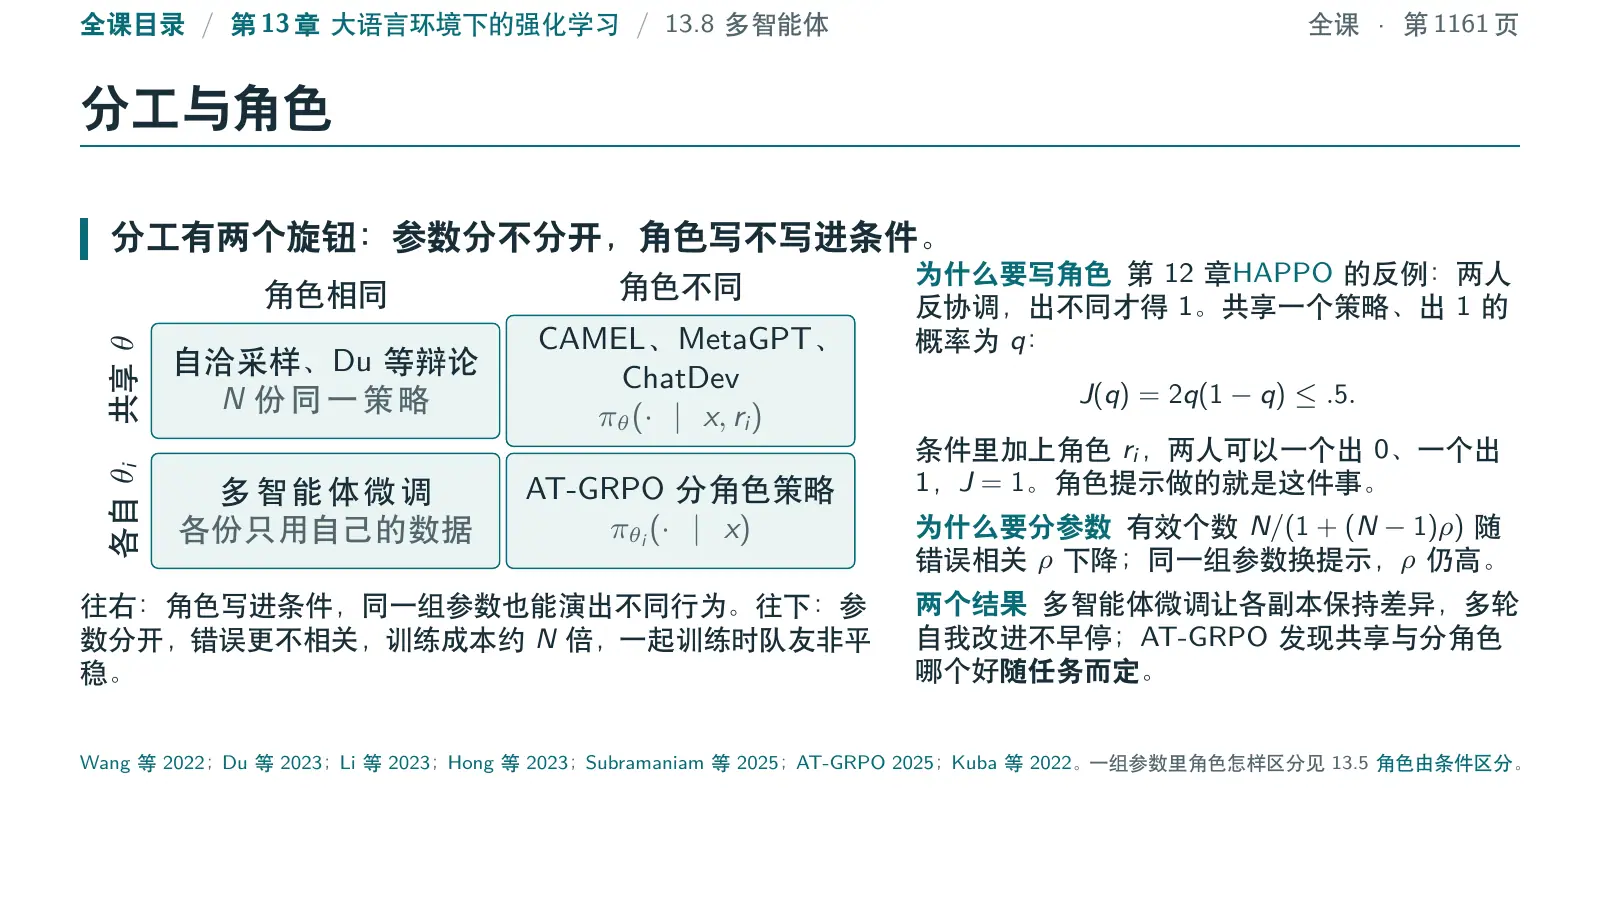 全课目录 / 第13章 大语言环境下的强化学习 / 13.8 多智能体
全课 · 第1161页
分工与角色
分工有两个旋钮：参数分不分开，角色写不写进条件。
角色相同
角色不同
共享 θ
自洽采样、Du 等辩论
N 份同一策略
CAMEL、MetaGPT、
ChatDev
πθ(· | x, rᵢ)
各自 θᵢ
多智能体微调
各份只用自己的数据
AT-GRPO 分角色策略
πθᵢ(· | x)
往右：角色写进条件，同一组参数也能演出不同行为。往下：参
数分开，错误更不相关，训练成本约 N 倍，一起训练时队友非平
稳。
为什么要写角色 第 12 章HAPPO 的反例：两人
反协调，出不同才得 1。共享一个策略、出 1 的
概率为 q：
J(q) = 2q(1 − q) ≤ .5.
条件里加上角色 rᵢ，两人可以一个出 0、一个出
1，J = 1。角色提示做的就是这件事。
为什么要分参数 有效个数 N/(1 + (N − 1)ρ) 随
错误相关 ρ 下降；同一组参数换提示，ρ 仍高。
两个结果 多智能体微调让各副本保持差异，多轮
自我改进不早停；AT-GRPO 发现共享与分角色
哪个好随任务而定。
Wang 等 2022；Du 等 2023；Li 等 2023；Hong 等 2023；Subramaniam 等 2025；AT-GRPO 2025；Kuba 等 2022。一组参数里角色怎样区分见 13.5 角色由条件区分。